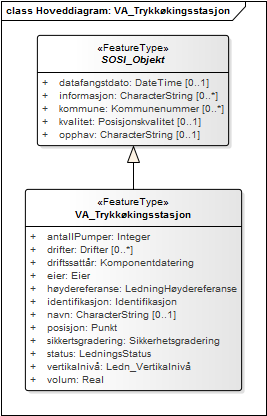 class Hoveddiagram: VA_Trykkøkingsstasjon
«FeatureType»
SOSI_Objekt
+ datafangstdato: DateTime [0..1]
+ informasjon: CharacterString [0..*]
+ kommune: Kommunenummer [0..*]
+ kvalitet: Posisjonskvalitet [0..1]
+ opphav: CharacterString [0..1]
«FeatureType»
VA_Trykkøkingsstasjon
+ antallPumper: Integer
+ drifter: Drifter [0..*]
+ driftssattår: Komponentdatering
+ eier: Eier
+ høydereferanse: LedningHøydereferanse
+ identifikasjon: Identifikasjon
+ navn: CharacterString [0..1]
+ posisjon: Punkt
+ sikkertsgradering: Sikkerhetsgradering
+ status: LedningsStatus
+ vertikalnivå: Ledn_Vertikalnivå
+ volum: Real